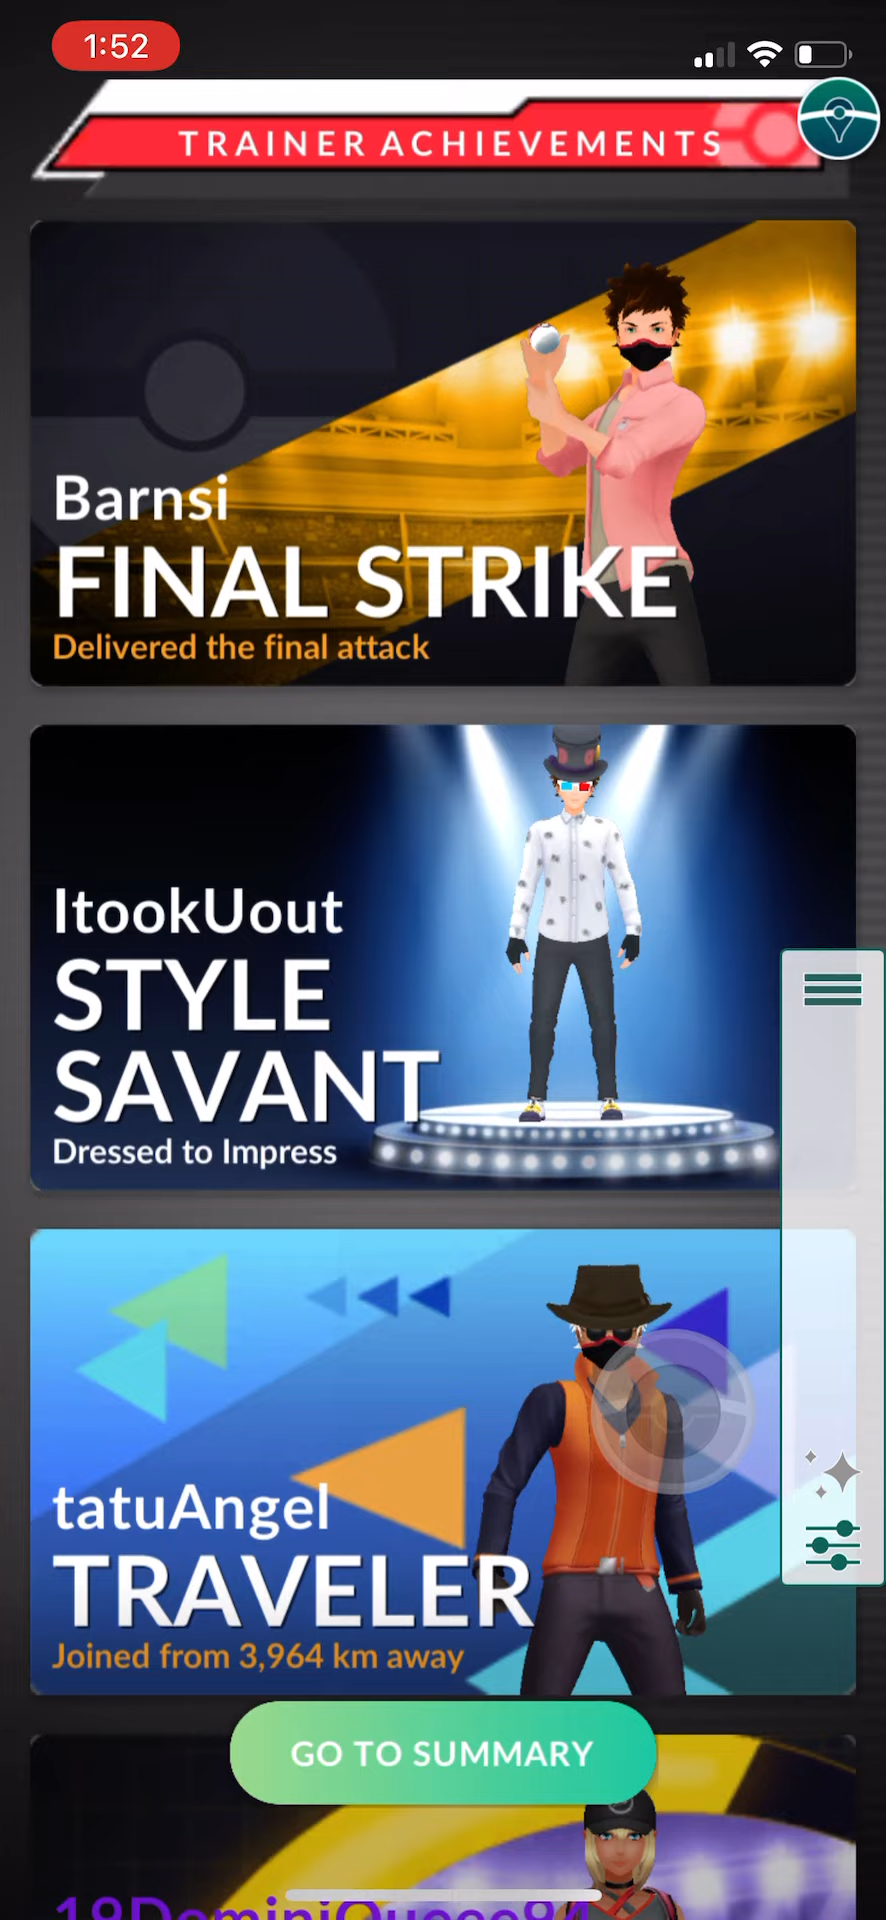 1:52
TRAINER ACHIEVEMENTS
Barnsi
FINAL STRIKE
Delivered the final attack
ItookUout
STYLE
SAVANT
Dressed to Impress
tatuAngel
TRAVELER
Joined from 3,964 km away
GO TO SUMMARY